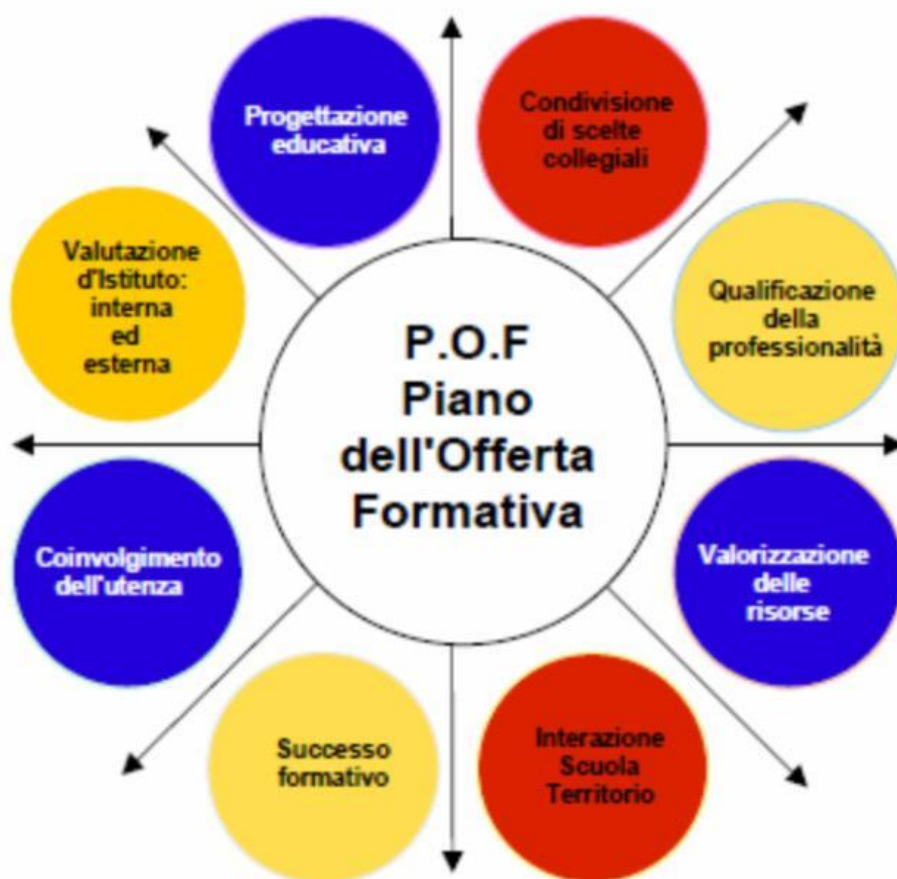 Progettazione
educativa
Condivisione
di scelte
collegiali
Valutazione
d'Istituto:
interna
ed
esterna
Qualificazione
della
professionalità
P.O.F
Piano
dell'Offerta
Formativa
Coinvolgimento
dell'utenza
Valorizzazione
delle
risorse
Successo
formativo
Interazione
Scuola
Territorio